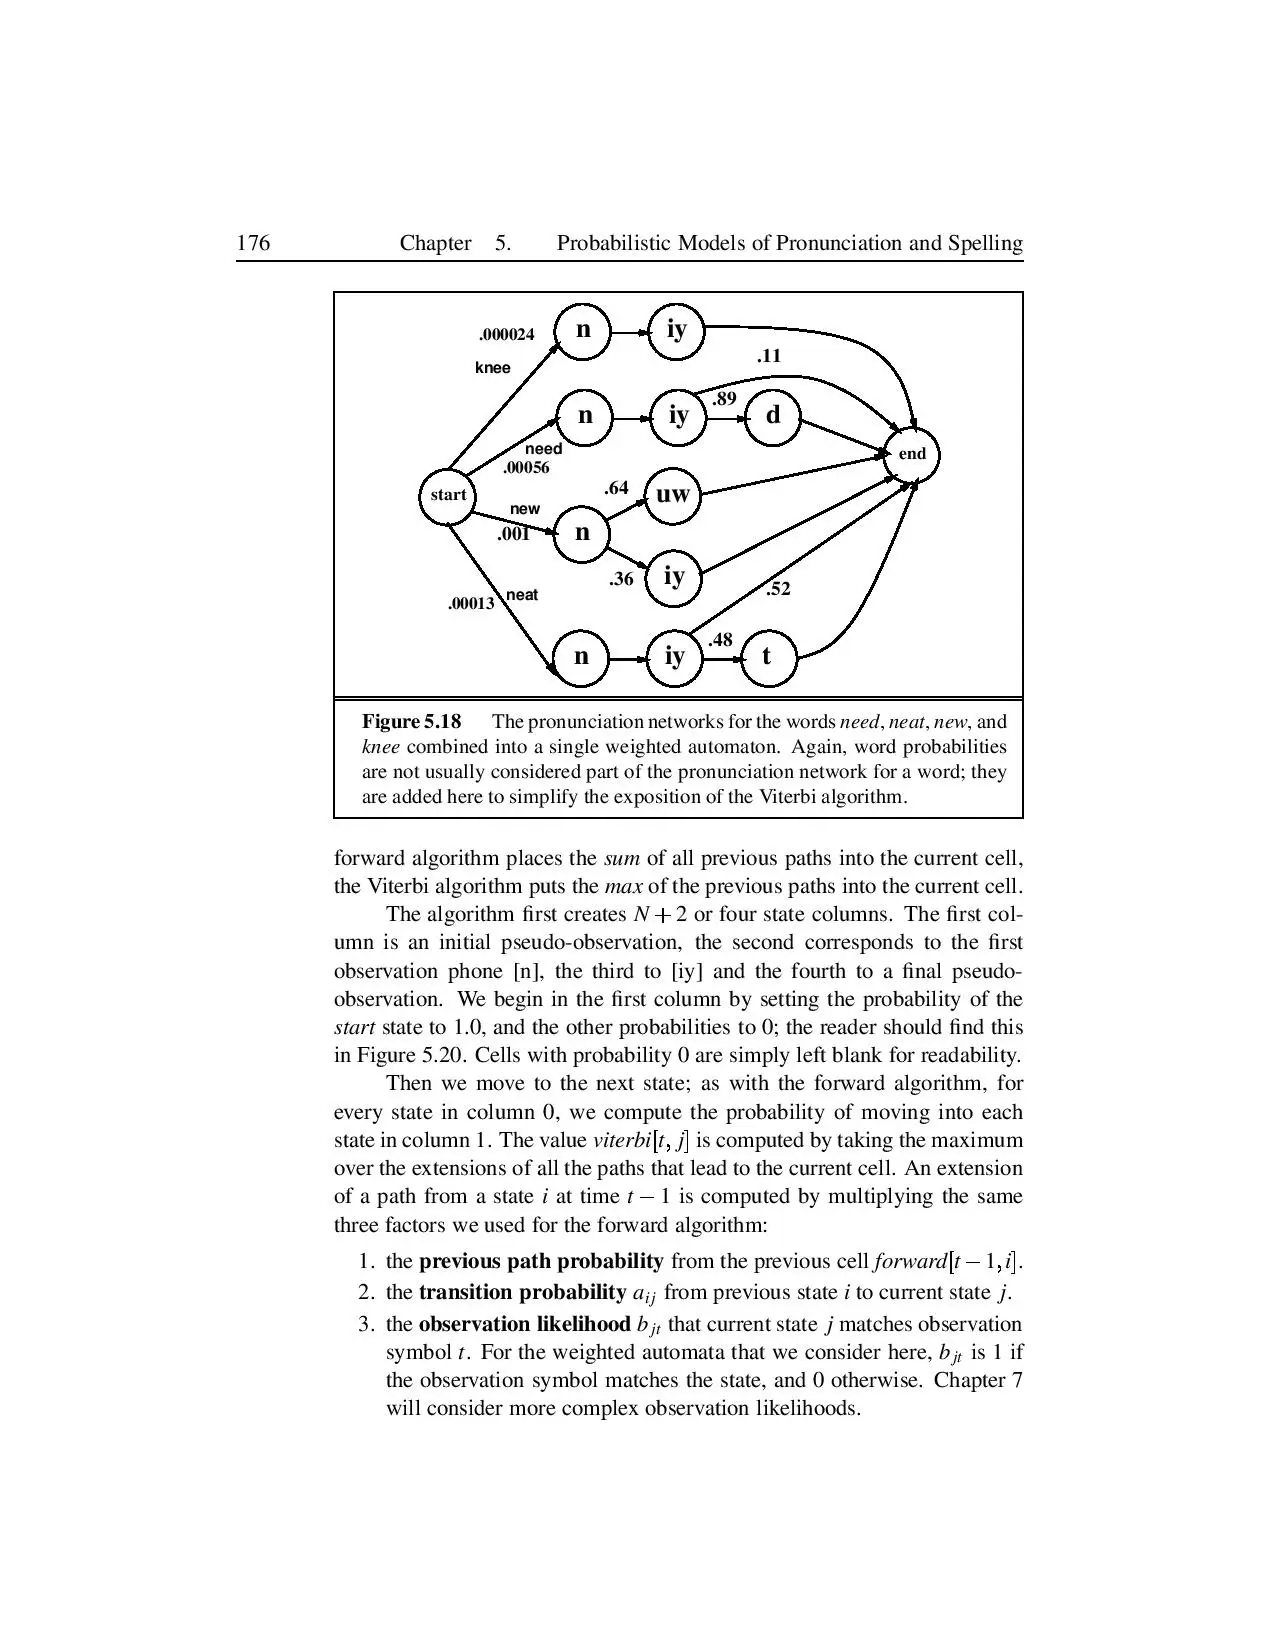 176 Chapter 5. Probabilistic Models of Pronunciation and Spelling
.000024 n iy
knee .11
n iy .89 d
need
.00056 end
start .64 uw
new
.001 n
.36 iy
.00013 neat .52
n iy .48 t
Figure 5.18 The pronunciation networks for the words need, neat, new, and
knee combined into a single weighted automaton. Again, word probabilities
are not usually considered part of the pronunciation network for a word; they
are added here to simplify the exposition of the Viterbi algorithm.
forward algorithm places the sum of all previous paths into the current cell,
the Viterbi algorithm puts the max of the previous paths into the current cell.
The algorithm first creates N + 2 or four state columns. The first col-
umn is an initial pseudo-observation, the second corresponds to the first
observation phone [n], the third to [iy] and the fourth to a final pseudo-
observation. We begin in the first column by setting the probability of the
start state to 1.0, and the other probabilities to 0; the reader should find this
in Figure 5.20. Cells with probability 0 are simply left blank for readability.
Then we move to the next state; as with the forward algorithm, for
every state in column 0, we compute the probability of moving into each
state in column 1. The value viterbi[t, j] is computed by taking the maximum
over the extensions of all the paths that lead to the current cell. An extension
of a path from a state i at time t − 1 is computed by multiplying the same
three factors we used for the forward algorithm:
1. the previous path probability from the previous cell forward[t − 1, i].
2. the transition probability aij from previous state i to current state j.
3. the observation likelihood bjt that current state j matches observation
symbol t. For the weighted automata that we consider here, bjt is 1 if
the observation symbol matches the state, and 0 otherwise. Chapter 7
will consider more complex observation likelihoods.